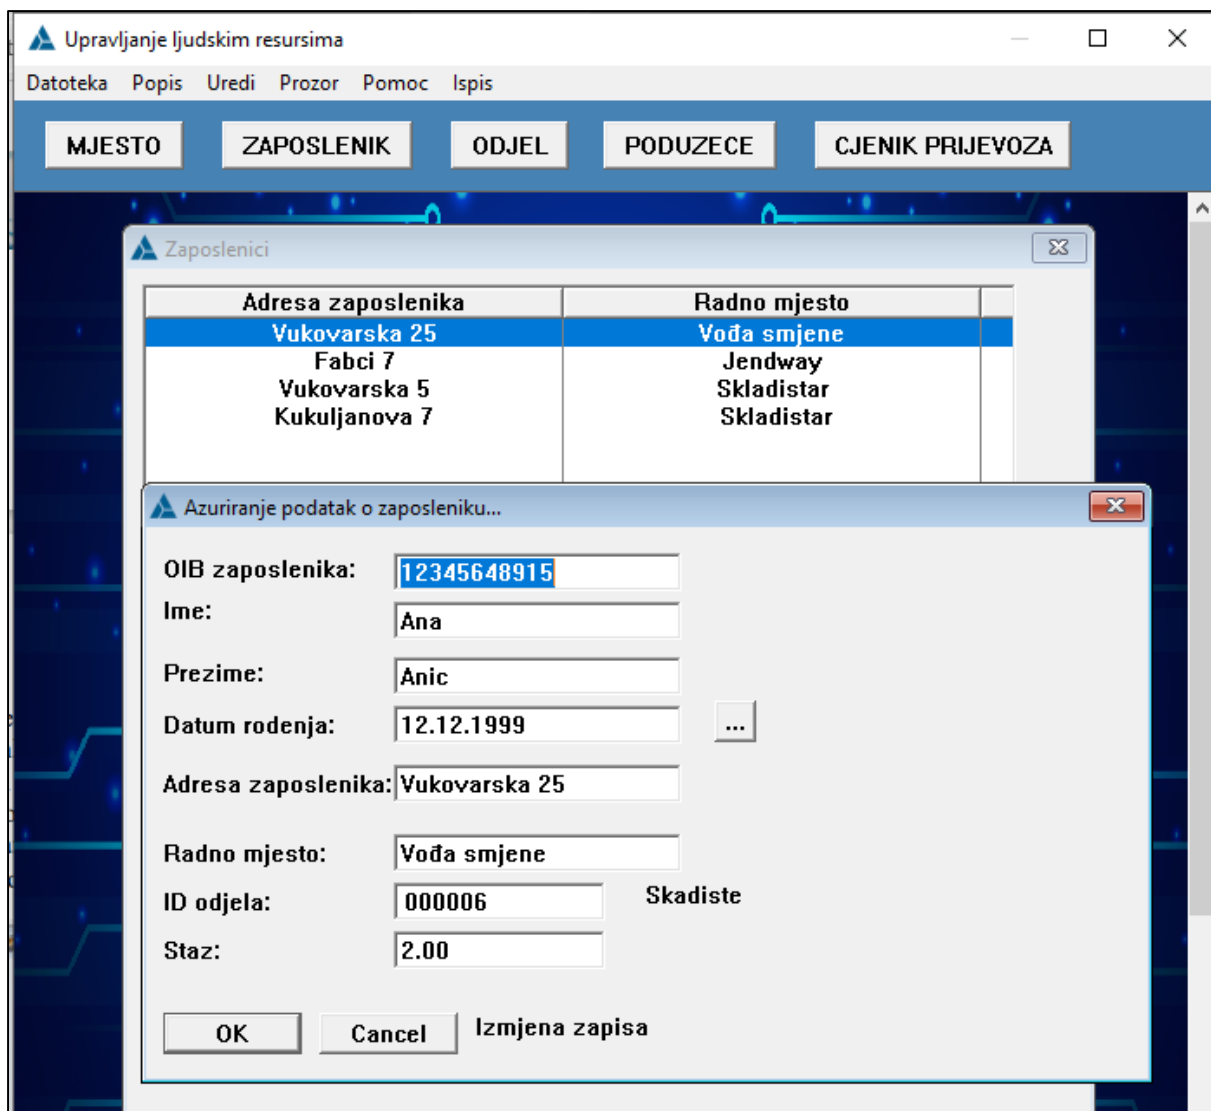 Upravljanje ljudskim resursima
Datoteka Popis Uredi Prozor Pomoc Ispis
MJESTO ZAPOSLENIK ODJEL PODUZECE CJENIK PRIJEVOZA
Zaposlenici
Adresa zaposlenika Radno mjesto
Vukovarska 25 Vođa smjene
Fabci 7 Jendway
Vukovarska 5 Skladistar
Kukuljanova 7 Skladistar
Azuriranje podatak o zaposleniku...
OIB zaposlenika: 12345648915
Ime: Ana
Prezime: Anic
Datum rodenja: 12.12.1999 ...
Adresa zaposlenika: Vukovarska 25
Radno mjesto: Vođa smjene
ID odjela: 000006 Skadiste
Staz: 2.00
OK Cancel Izmjena zapisa